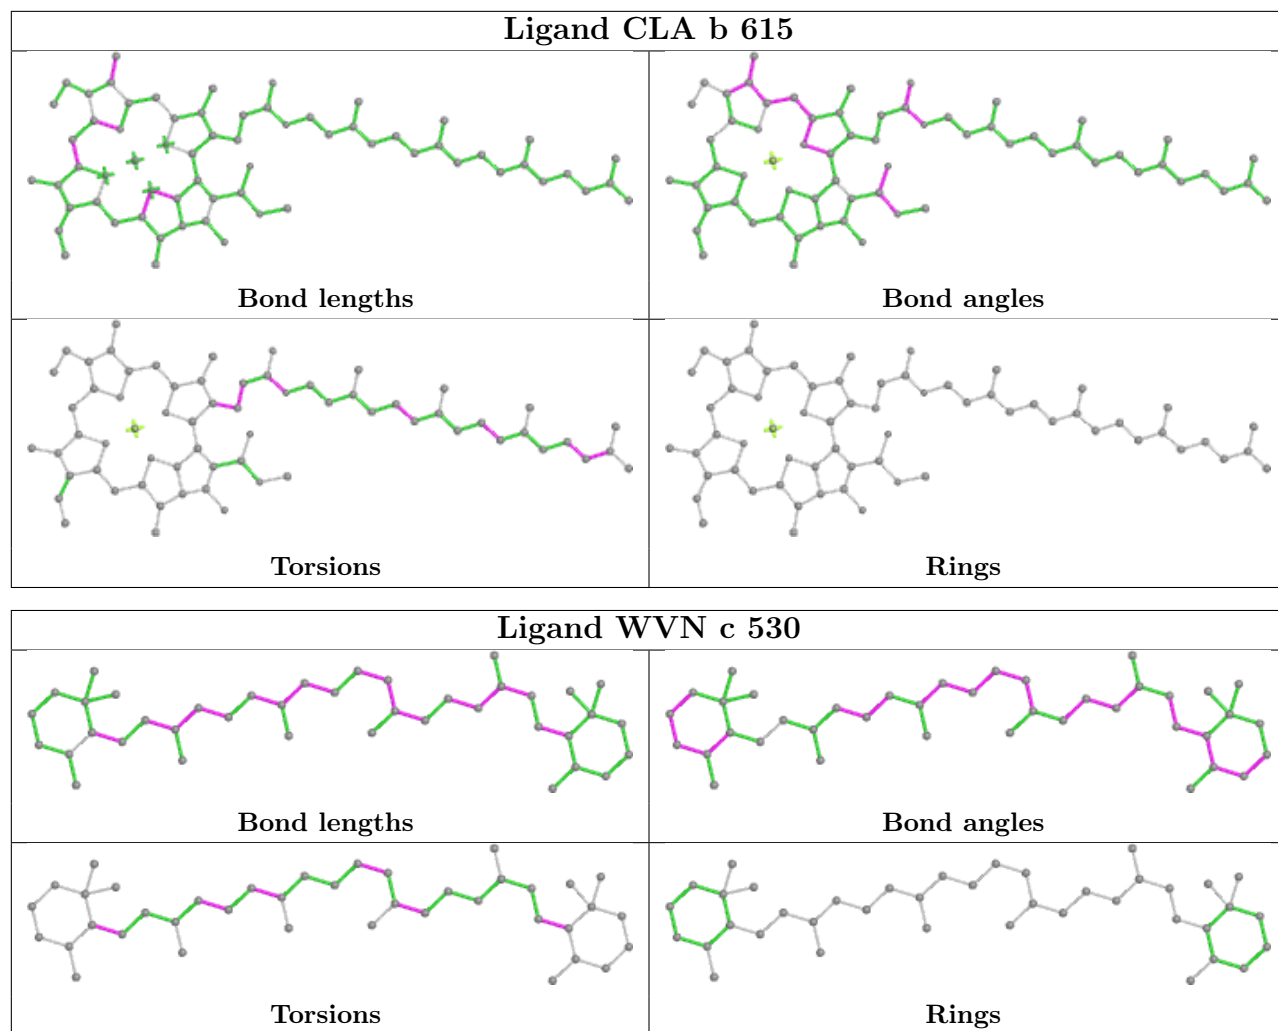 Ligand CLA b 615
Bond lengths
Bond angles
Torsions
Rings
Ligand WVN c 530
Bond lengths
Bond angles
Torsions
Rings